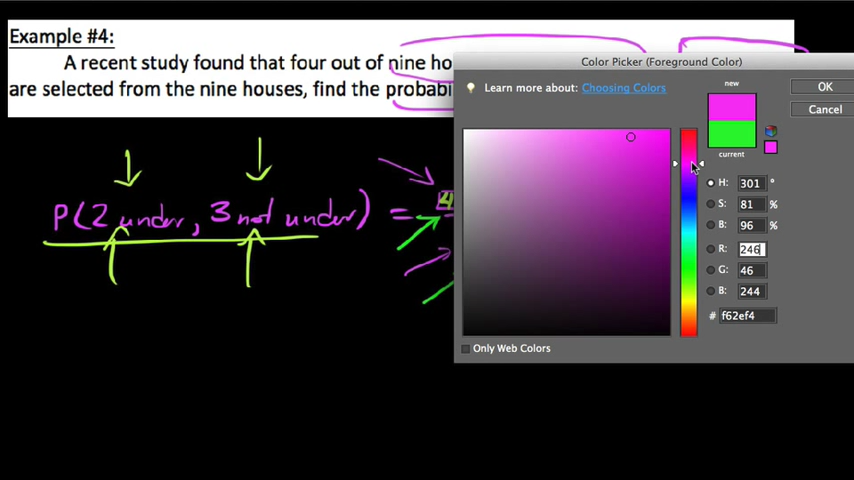 Example #4:
A recent study found that four out of nine ho
are selected from the nine houses, find the probabi
P(2 under, 3 not under) = 4
Color Picker (Foreground Color)
Learn more about: Choosing Colors
new
current
OK
Cancel
H: 301 °
S: 81 %
B: 96 %
R: 246
G: 46
B: 244
# f62ef4
Only Web Colors